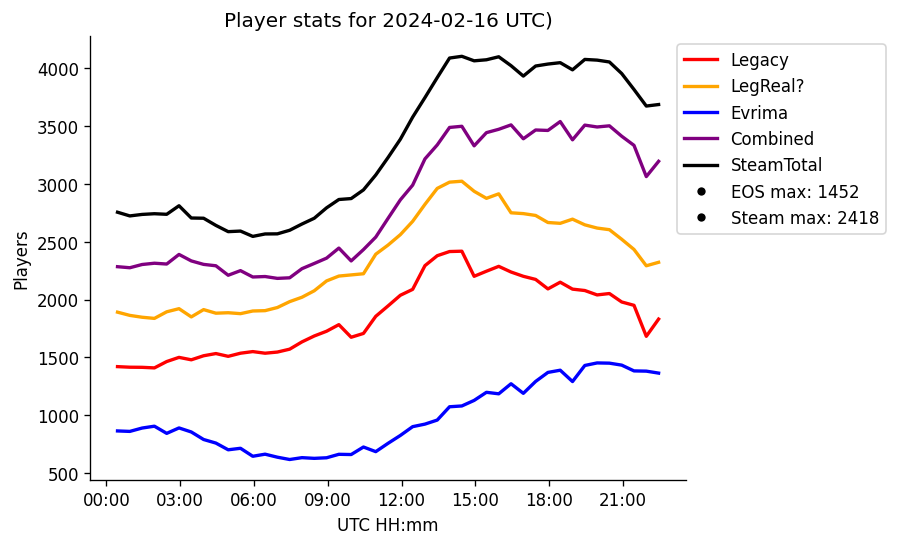 Player stats for 2024-02-16 UTC)
Players
4000
3500
3000
2500
2000
1500
1000
500
00:00 03:00 06:00 09:00 12:00 15:00 18:00 21:00
UTC HH:mm
Legacy
LegReal?
Evrima
Combined
SteamTotal
EOS max: 1452
Steam max: 2418